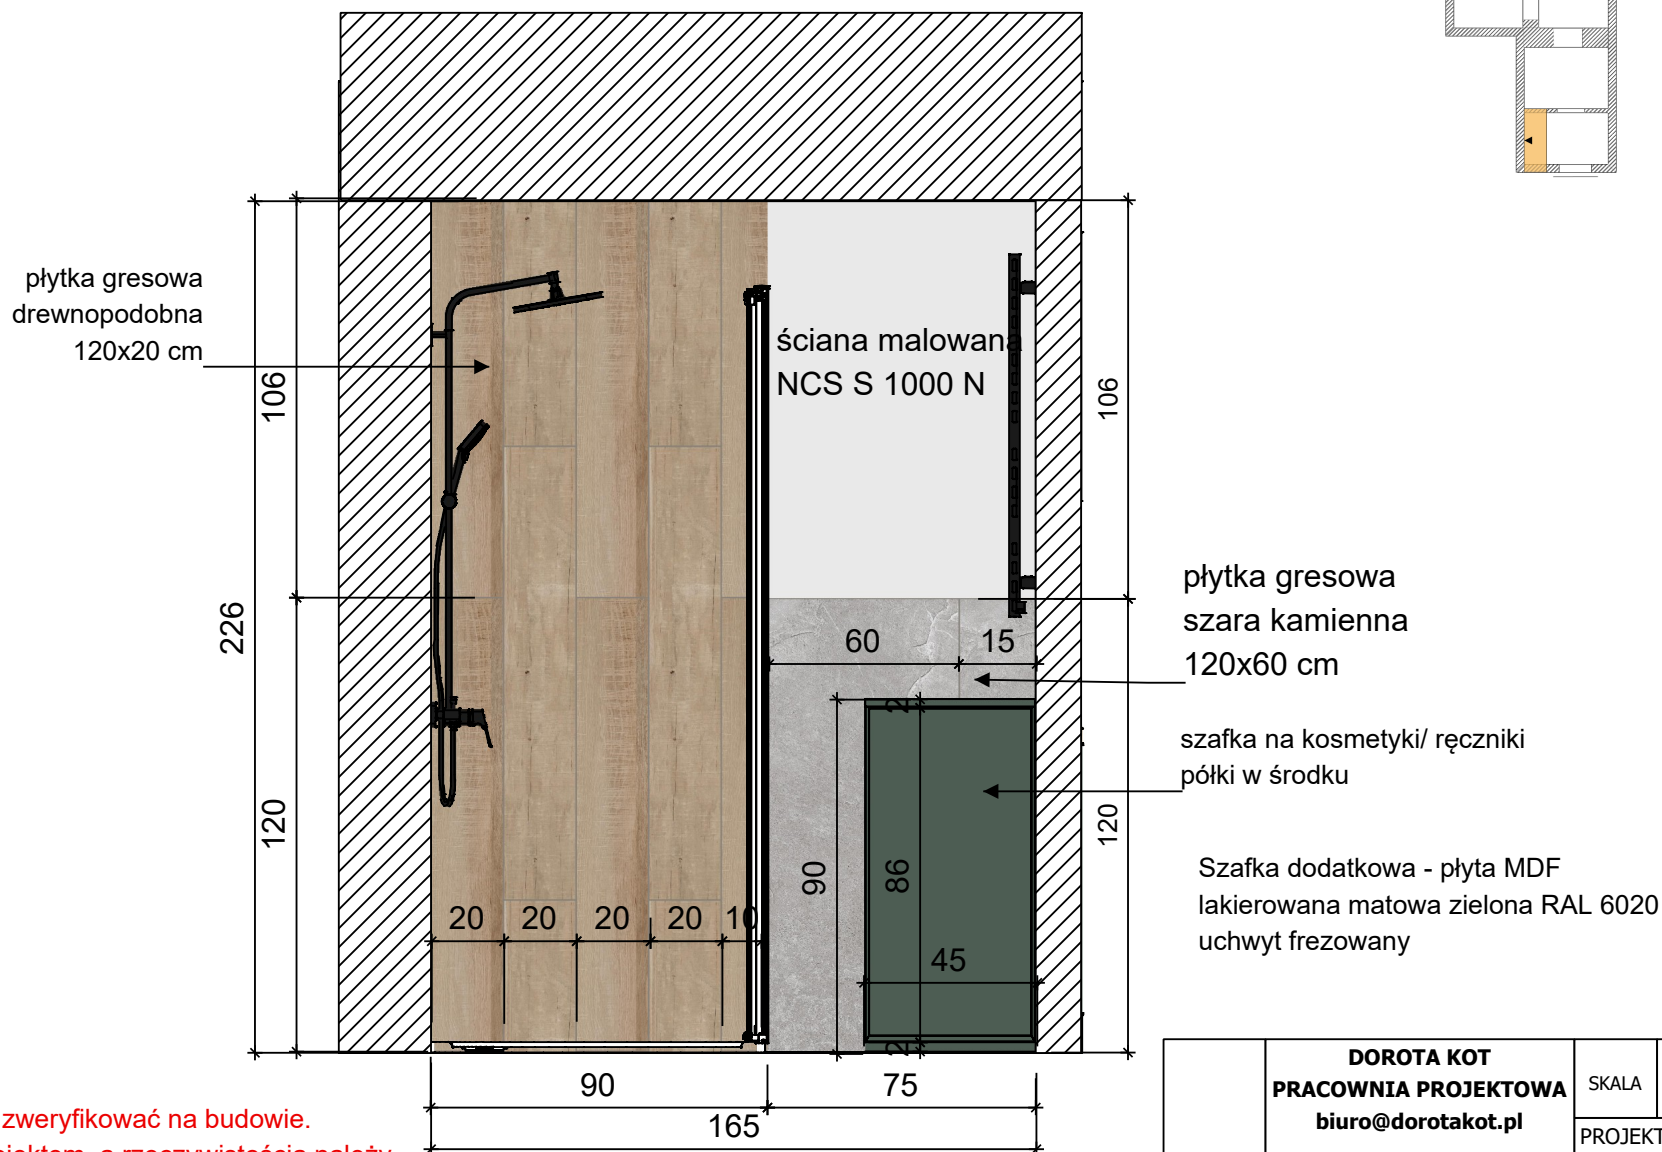 płytka gresowa
drewnopodobna
120x20 cm
ściana malowana
NCS S 1000 N
106
106
226
120
60
15
płytka gresowa
szara kamienna
120x60 cm
szafka na kosmetyki/ ręczniki
półki w środku
2
90
86
120
Szafka dodatkowa - płyta MDF
lakierowana matowa zielona RAL 6020
uchwyt frezowany
20
20
20
20
10
45
2
90
75
165
zweryfikować na budowie.
a rzeczywistością należy
DOROTA KOT
PRACOWNIA PROJEKTOWA
biuro@dorotakot.pl
SKALA
PROJEKT